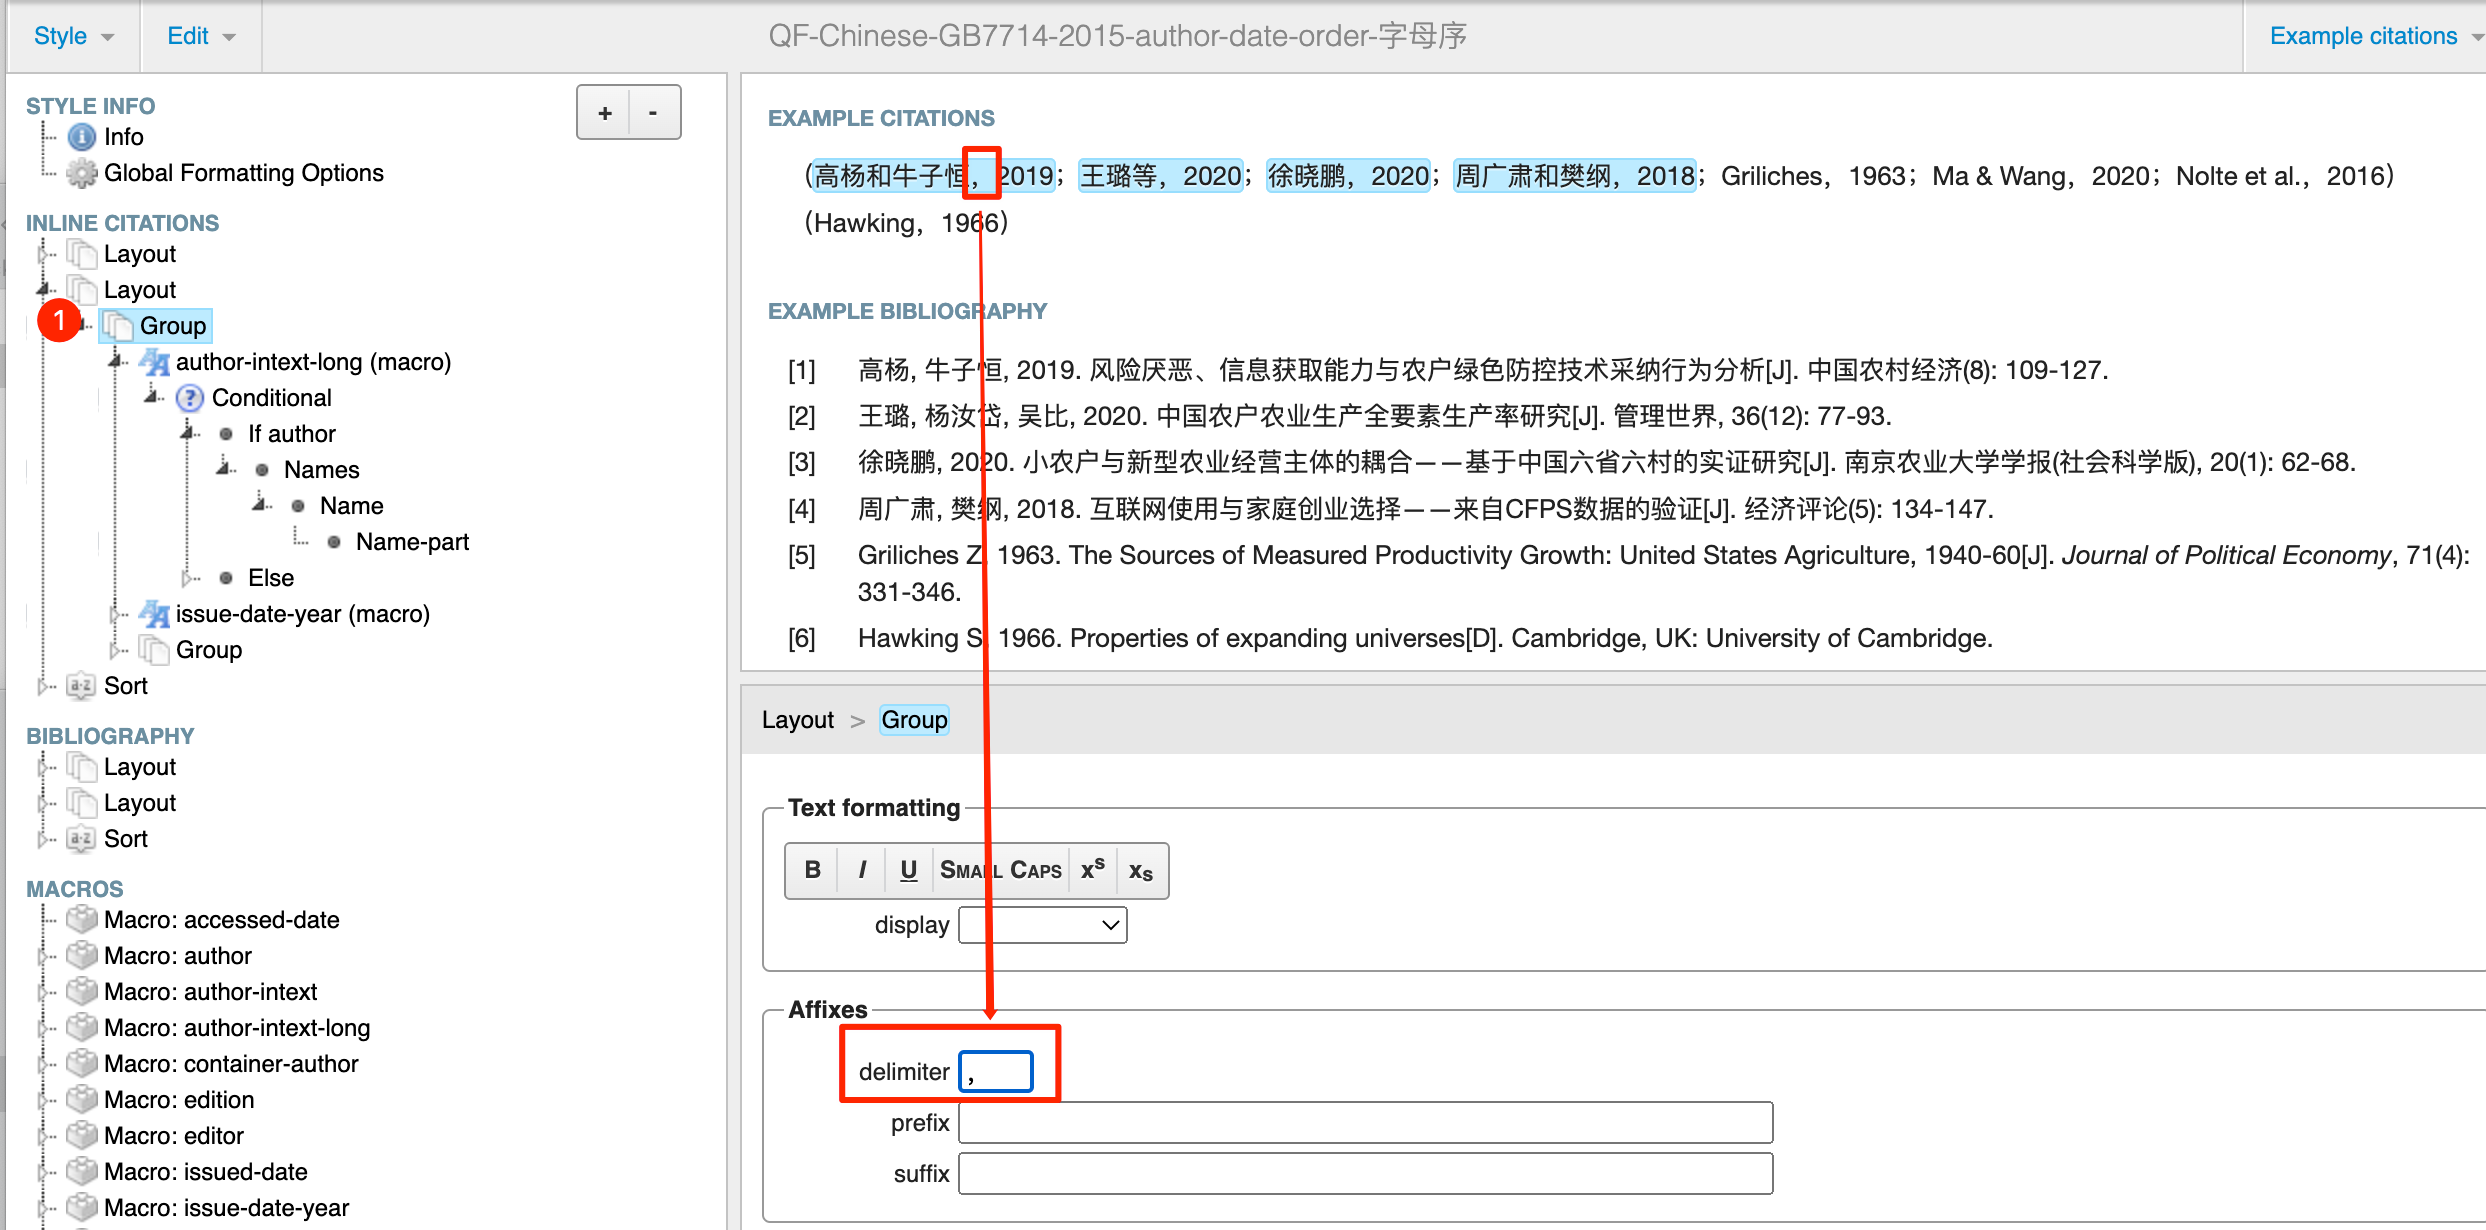 Style
Edit
QF-Chinese-GB7714-2015-author-date-order-字母序
Example citations
STYLE INFO
+
-
Info
Global Formatting Options
INLINE CITATIONS
Layout
Layout
1
Group
author-intext-long (macro)
Conditional
If author
Names
Name
Name-part
Else
issue-date-year (macro)
Group
Sort
BIBLIOGRAPHY
Layout
Layout
Sort
MACROS
Macro: accessed-date
Macro: author
Macro: author-intext
Macro: author-intext-long
Macro: container-author
Macro: edition
Macro: editor
Macro: issued-date
Macro: issue-date-year
EXAMPLE CITATIONS
（高杨和牛子恒，2019；王璐等，2020；徐晓鹏，2020；周广肃和樊纲，2018；Griliches，1963；Ma & Wang，2020；Nolte et al.，2016）
（Hawking，1966）
EXAMPLE BIBLIOGRAPHY
[1] 高杨, 牛子恒, 2019. 风险厌恶、信息获取能力与农户绿色防控技术采纳行为分析[J]. 中国农村经济(8): 109-127.
[2] 王璐, 杨汝岱, 吴比, 2020. 中国农户农业生产全要素生产率研究[J]. 管理世界, 36(12): 77-93.
[3] 徐晓鹏, 2020. 小农户与新型农业经营主体的耦合——基于中国六省六村的实证研究[J]. 南京农业大学学报(社会科学版), 20(1): 62-68.
[4] 周广肃, 樊纲, 2018. 互联网使用与家庭创业选择——来自CFPS数据的验证[J]. 经济评论(5): 134-147.
[5] Griliches Z, 1963. The Sources of Measured Productivity Growth: United States Agriculture, 1940-60[J]. Journal of Political Economy, 71(4):
331-346.
[6] Hawking S, 1966. Properties of expanding universes[D]. Cambridge, UK: University of Cambridge.
Layout > Group
Text formatting
B I U SMALL CAPS xs xs
display
Affixes
delimiter ，
prefix
suffix